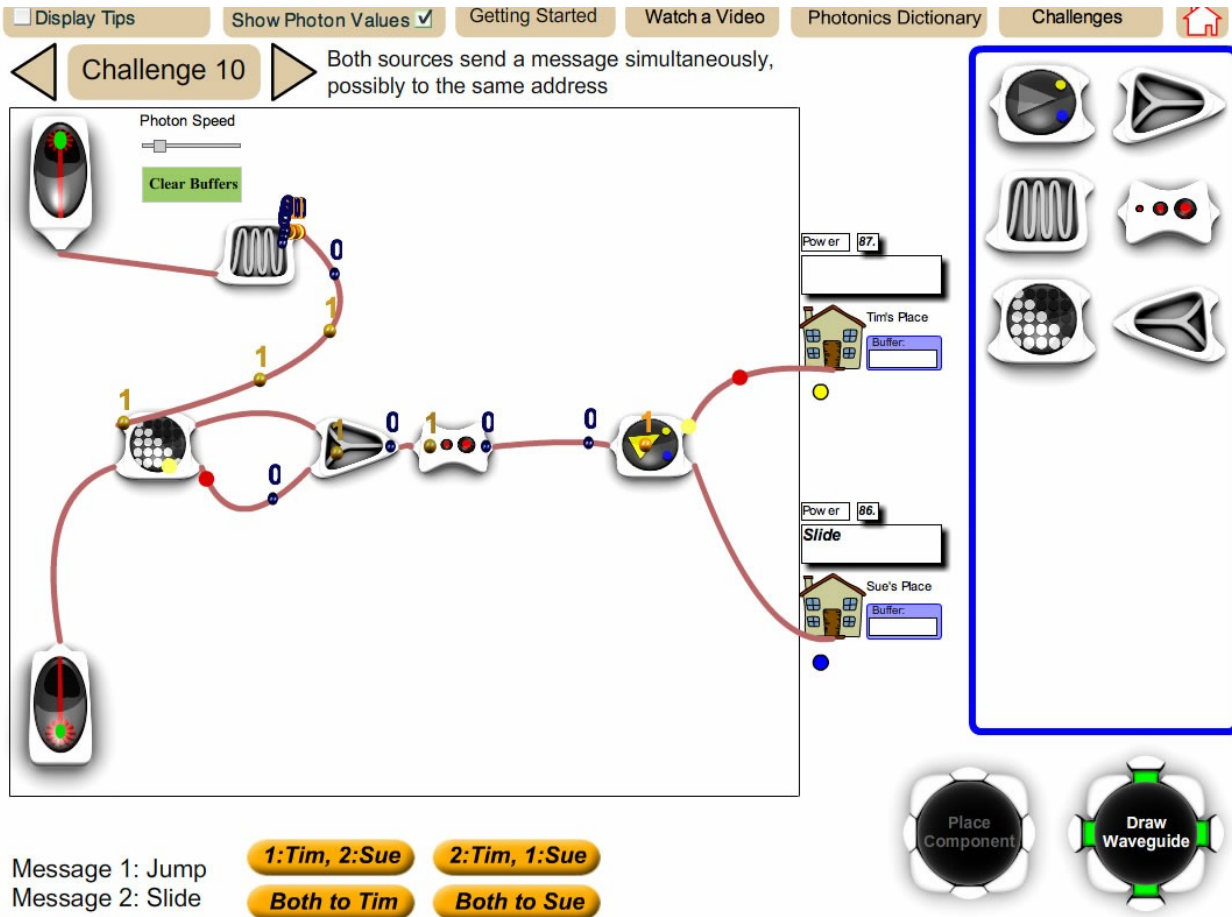 Display Tips
Show Photon Values
Getting Started
Watch a Video
Photonics Dictionary
Challenges
Challenge 10
Both sources send a message simultaneously,
possibly to the same address
Photon Speed
Clear Buffers
0
1
1
1
1
0
1
0
0
1
0
Power 87.
Tim's Place
Buffer:
Power 86.
Slide
Sue's Place
Buffer:
Place
Component
Draw
Waveguide
Message 1: Jump
Message 2: Slide
1:Tim, 2:Sue
2:Tim, 1:Sue
Both to Tim
Both to Sue